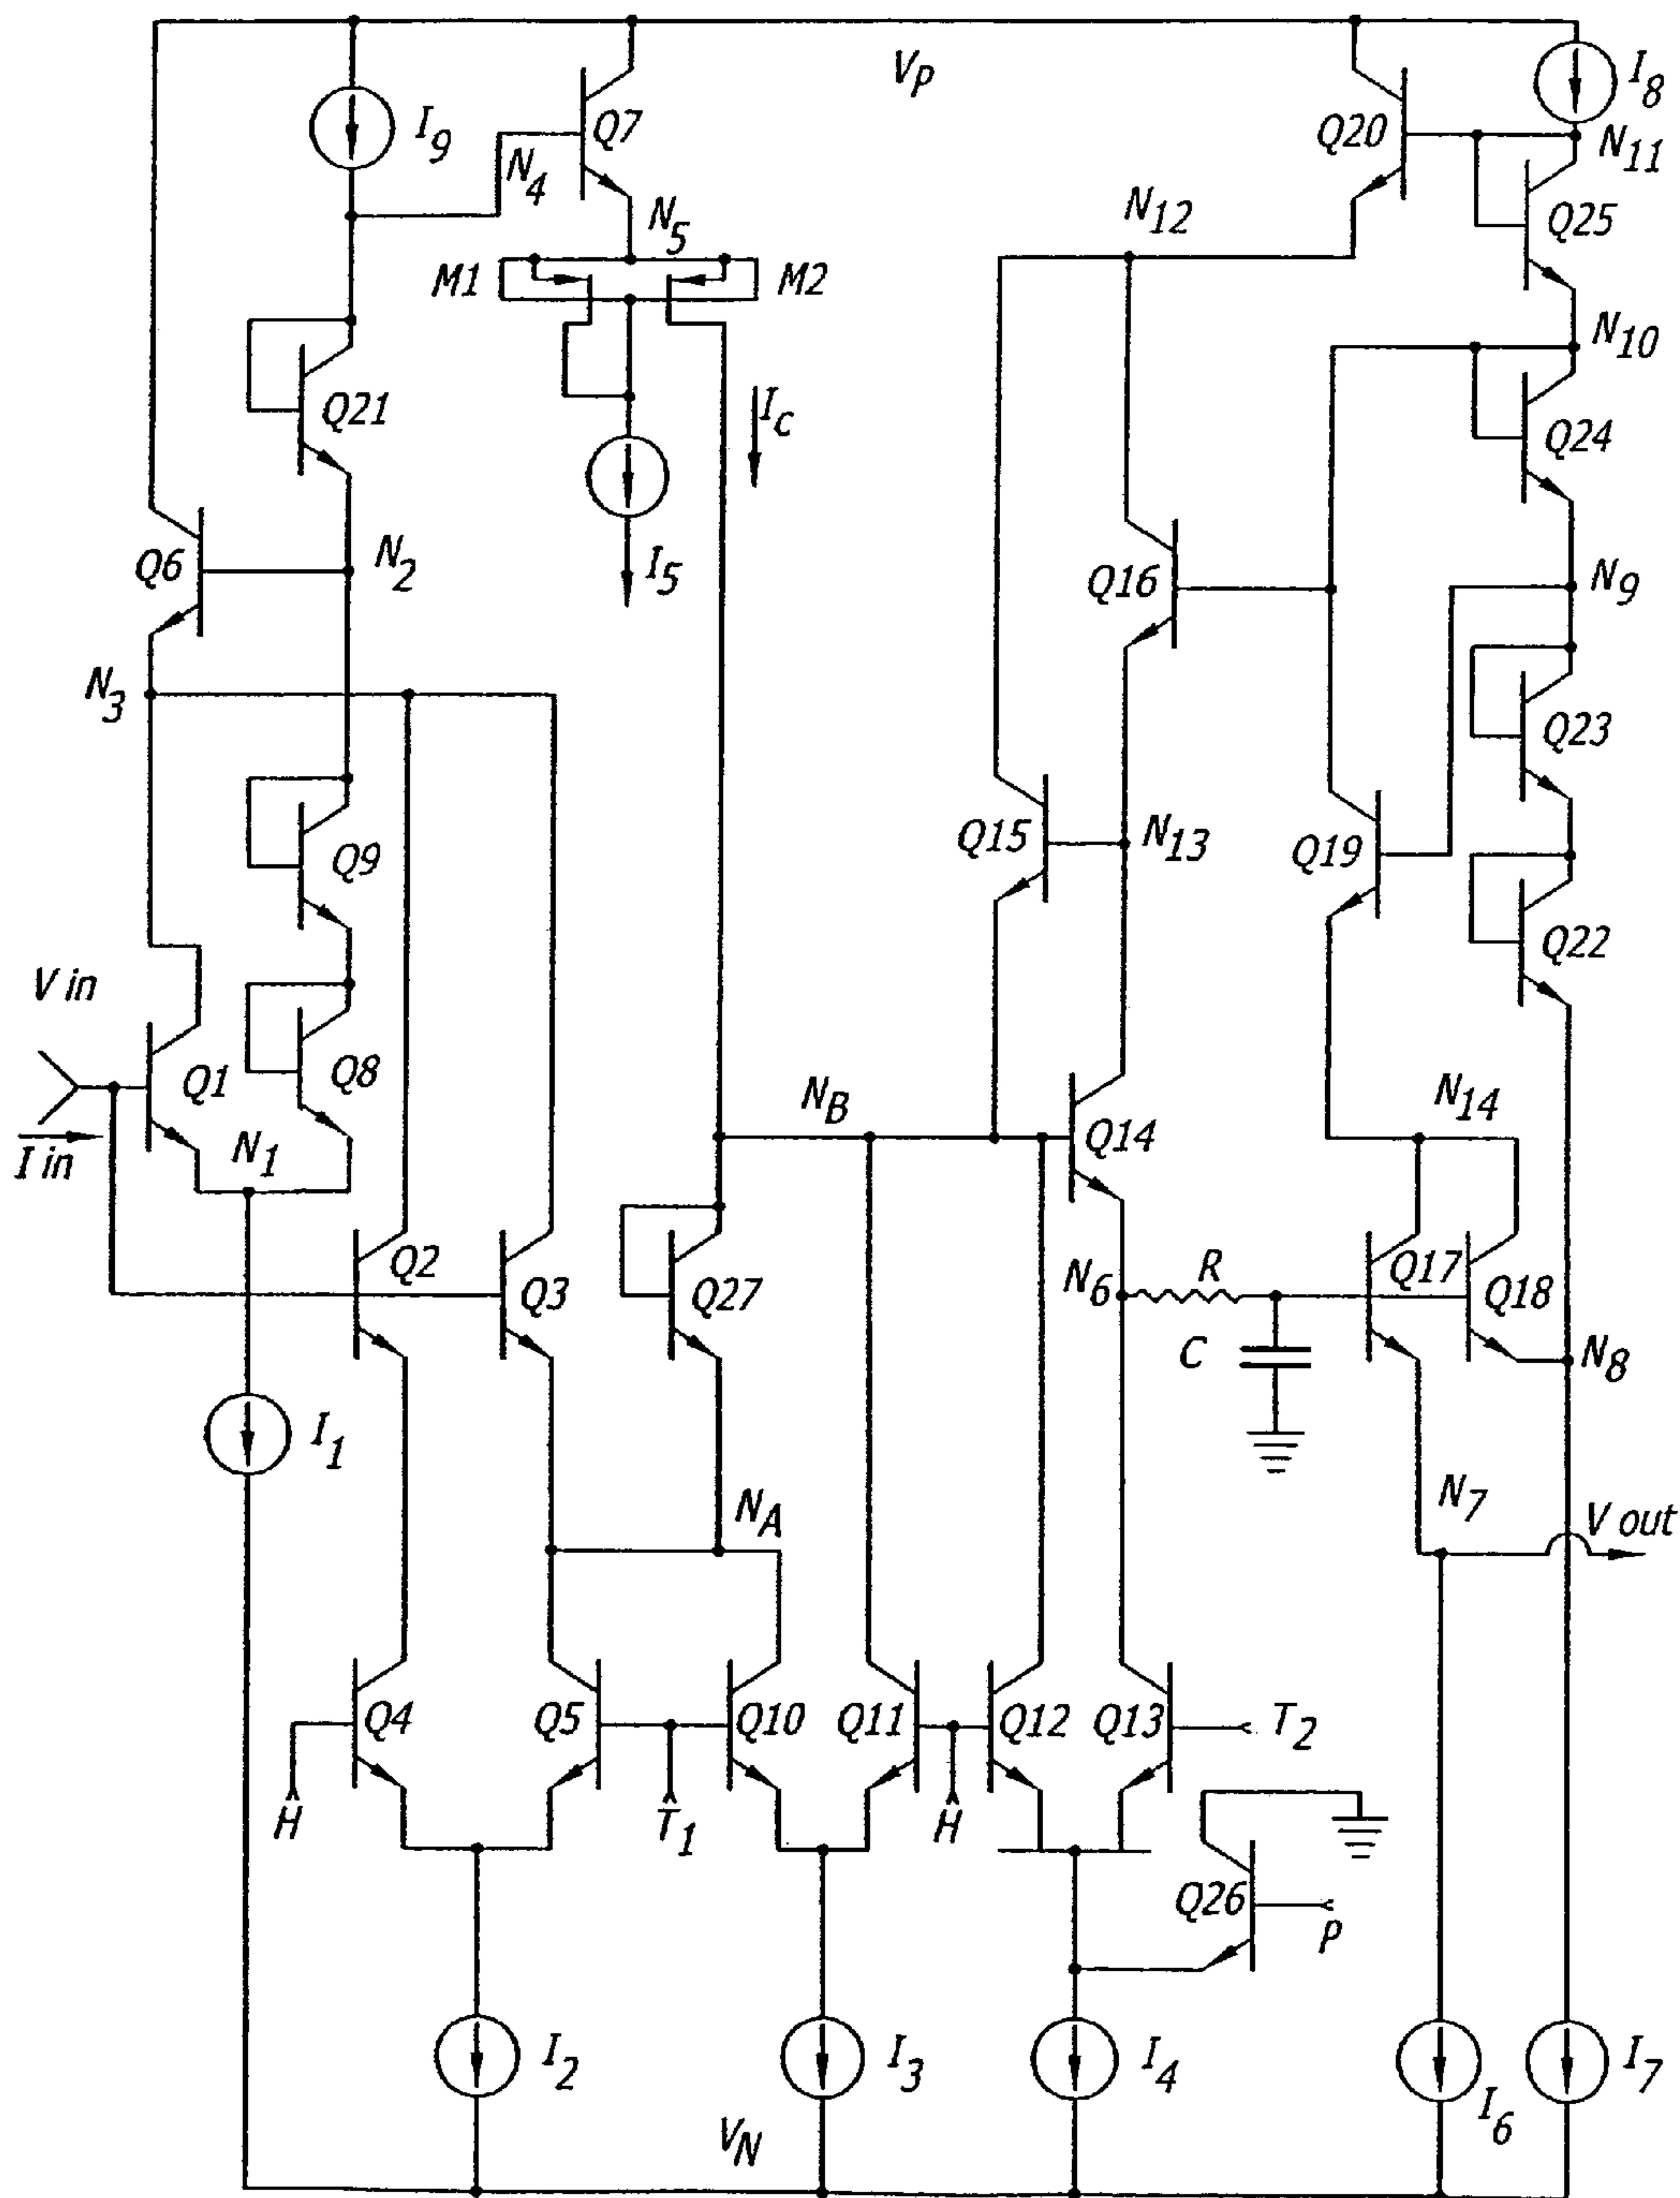 V_P
I_8
I_9
Q7
Q20
N_11
N_4
Q25
N_5
N_12
M1
M2
N_10
Q21
I_C
Q24
Q6
N_2
I_5
Q16
N_9
N_3
Q23
Q9
Q15
N_13
Q19
Q22
V in
Q1
Q8
N_B
N_14
I in
N_1
Q14
Q2
Q3
Q27
N_6
R
Q17
Q18
C
N_8
I_1
N_A
N_7
V out
Q4
Q5
Q10
Q11
Q12
Q13
T_2
H
T_1
H
Q26
P
I_2
I_3
I_4
I_6
I_7
V_N